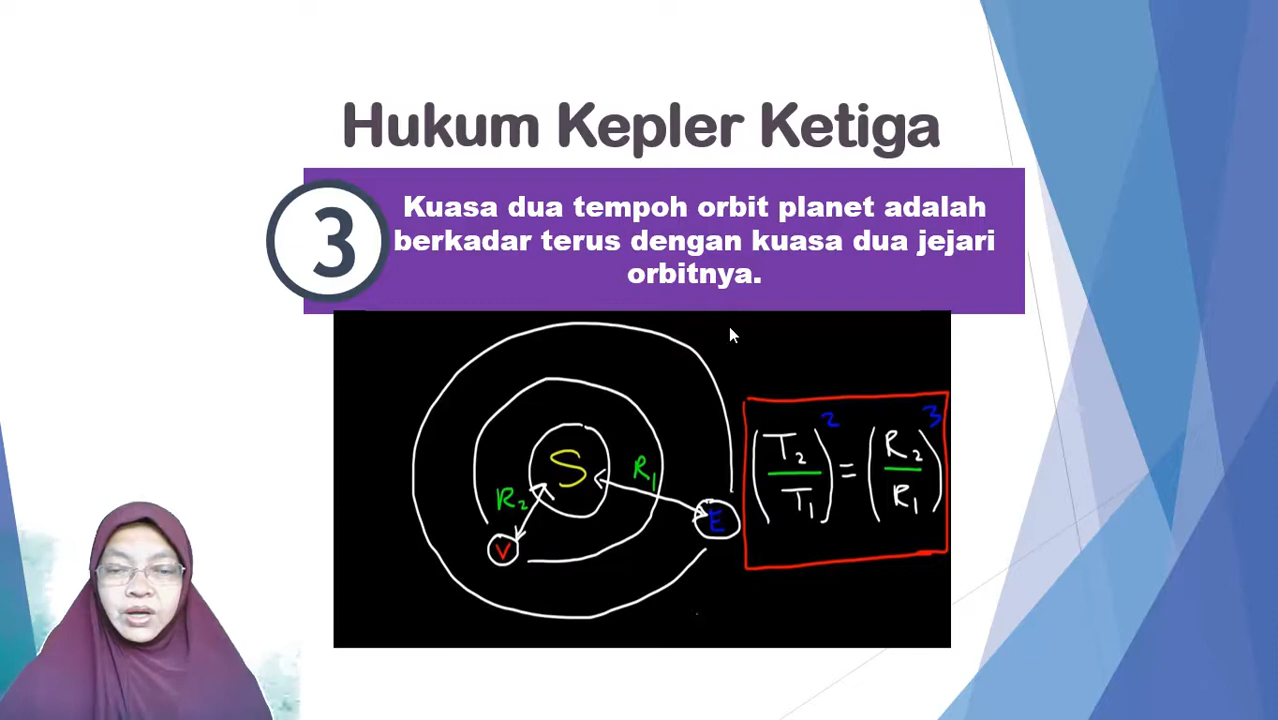 Hukum Kepler Ketiga
3
Kuasa dua tempoh orbit planet adalah
berkadar terus dengan kuasa dua jejari
orbitnya.
S
R₁
R₂
V
E
(T₂/T₁)² = (R₂/R₁)³